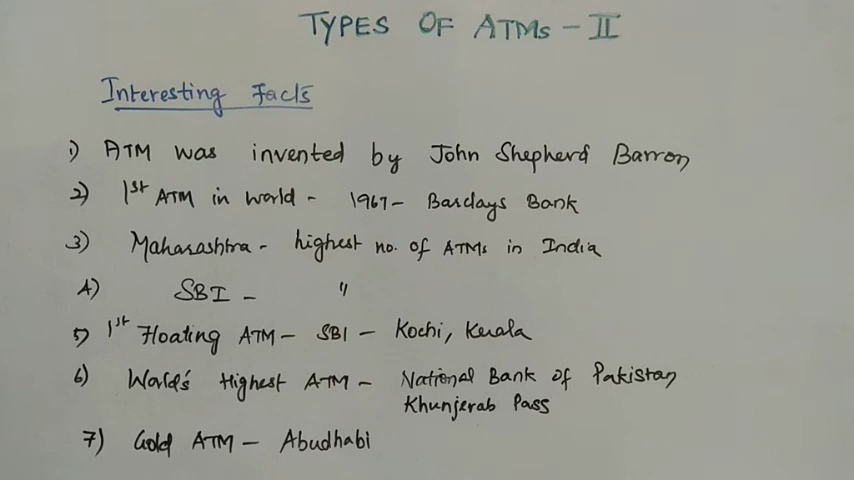 TYPES OF ATMs - II
Interesting Facts
1) ATM was invented by John Shepherd Barron
2) 1st ATM in world - 1967- Barclays Bank
3) Maharashtra - highest no. of ATMs in India
4) SBI - "
5) 1st Floating ATM - SBI - Kochi, Kerala
6) World's Highest ATM - National Bank of Pakistan
Khunjerab Pass
7) Gold ATM - Abudhabi